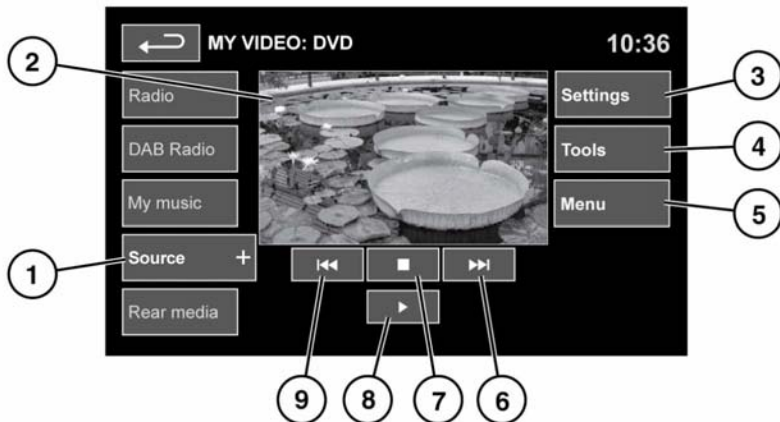 MY VIDEO: DVD
10:36
2
Radio
Settings
3
DAB Radio
Tools
4
My music
Menu
5
1
Source +
Rear media
9
8
7
6